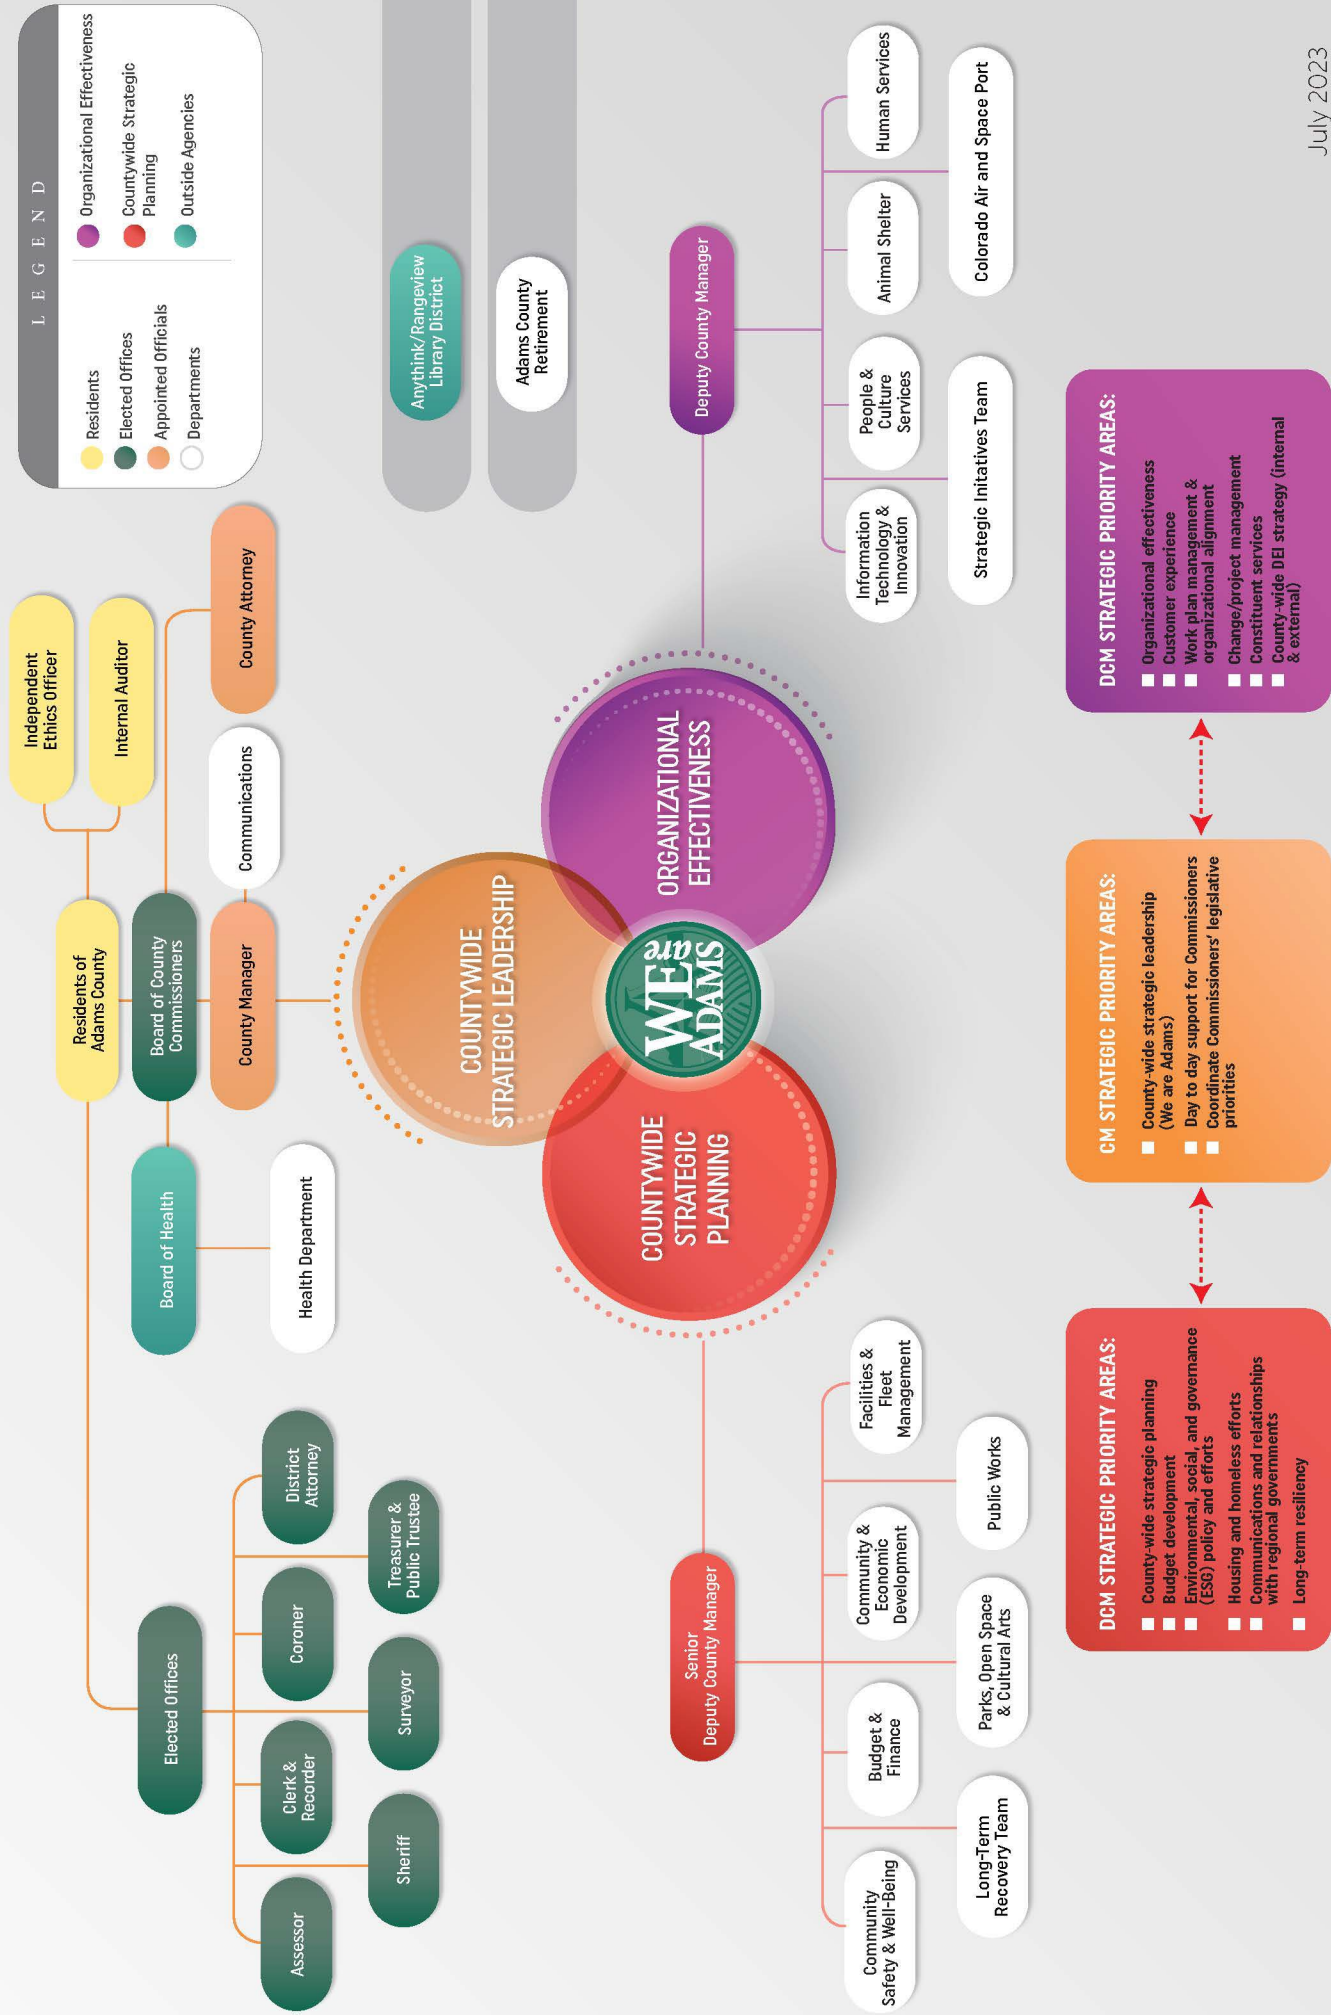 Residents of
Adams County
Independent
Ethics Officer
Internal Auditor
L E G E N D
Residents
Elected Offices
Appointed Officials
Departments
Organizational Effectiveness
Countywide Strategic
Planning
Outside Agencies
Elected Offices
Assessor
Clerk &
Recorder
Coroner
District
Attorney
Sheriff
Surveyor
Treasurer &
Public Trustee
Board of Health
Health Department
Board of County
Commissioners
County Manager
Communications
County Attorney
Anythink/Rangeview
Library District
Adams County
Retirement
COUNTYWIDE
STRATEGIC LEADERSHIP
COUNTYWIDE
STRATEGIC
PLANNING
WE
are
ADAMS
ORGANIZATIONAL
EFFECTIVENESS
Senior
Deputy County Manager
Community
Safety & Well-Being
Budget &
Finance
Community &
Economic
Development
Facilities &
Fleet
Management
Long-Term
Recovery Team
Parks, Open Space
& Cultural Arts
Public Works
Deputy County Manager
Information
Technology &
Innovation
People &
Culture
Services
Animal Shelter
Human Services
Strategic Initatives Team
Colorado Air and Space Port
DCM STRATEGIC PRIORITY AREAS:
County-wide strategic planning
Budget development
Environmental, social, and governance
(ESG) policy and efforts
Housing and homeless efforts
Communications and relationships
with regional governments
Long-term resiliency
CM STRATEGIC PRIORITY AREAS:
County-wide strategic leadership
(We are Adams)
Day to day support for Commissioners
Coordinate Commissioners' legislative
priorities
DCM STRATEGIC PRIORITY AREAS:
Organizational effectiveness
Customer experience
Work plan management &
organizational alignment
Change/project management
Constituent services
County-wide DEI strategy (internal
& external)
July 2023